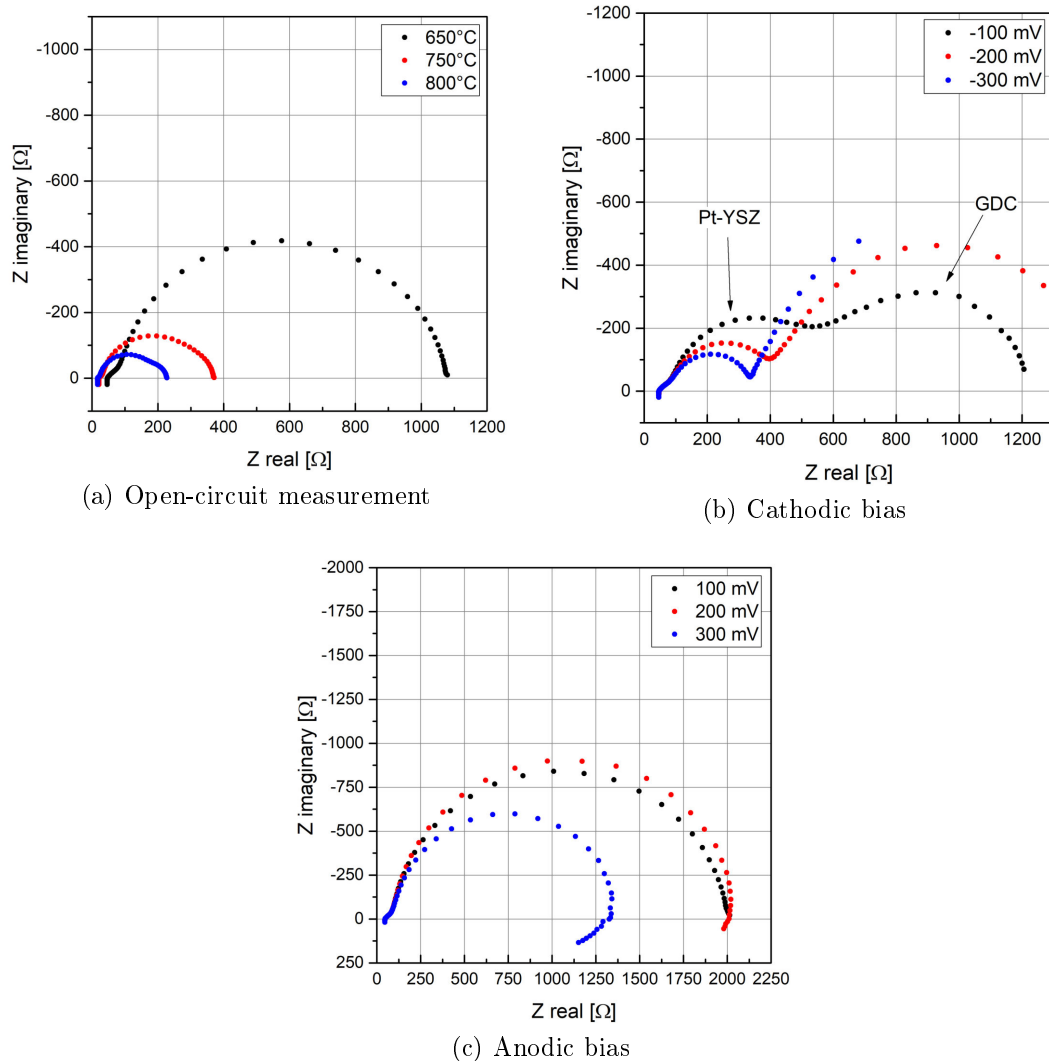 -1000
-800
-600
-400
-200
0
0 200 400 600 800 1000 1200
Z imaginary [Ω]
Z real [Ω]
650°C
750°C
800°C
(a) Open-circuit measurement
-1200
-1000
-800
-600
-400
-200
0
0 200 400 600 800 1000 1200
Z imaginary [Ω]
Z real [Ω]
-100 mV
-200 mV
-300 mV
Pt-YSZ
GDC
(b) Cathodic bias
-2000
-1750
-1500
-1250
-1000
-750
-500
-250
0
250
0 250 500 750 1000 1250 1500 1750 2000 2250
Z imaginary [Ω]
Z real [Ω]
100 mV
200 mV
300 mV
(c) Anodic bias